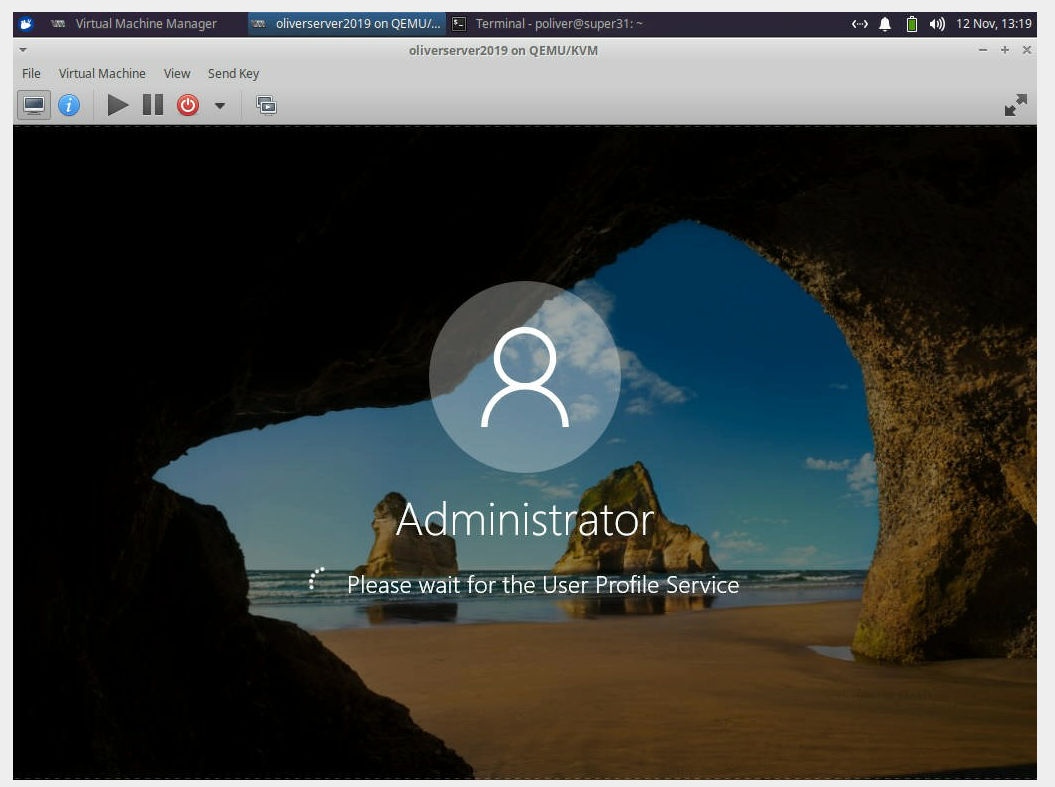 Virtual Machine Manager
oliverserver2019 on QEMU/...
Terminal - poliver@super31: ~
12 Nov, 13:19
oliverserver2019 on QEMU/KVM
File Virtual Machine View Send Key
Administrator
Please wait for the User Profile Service